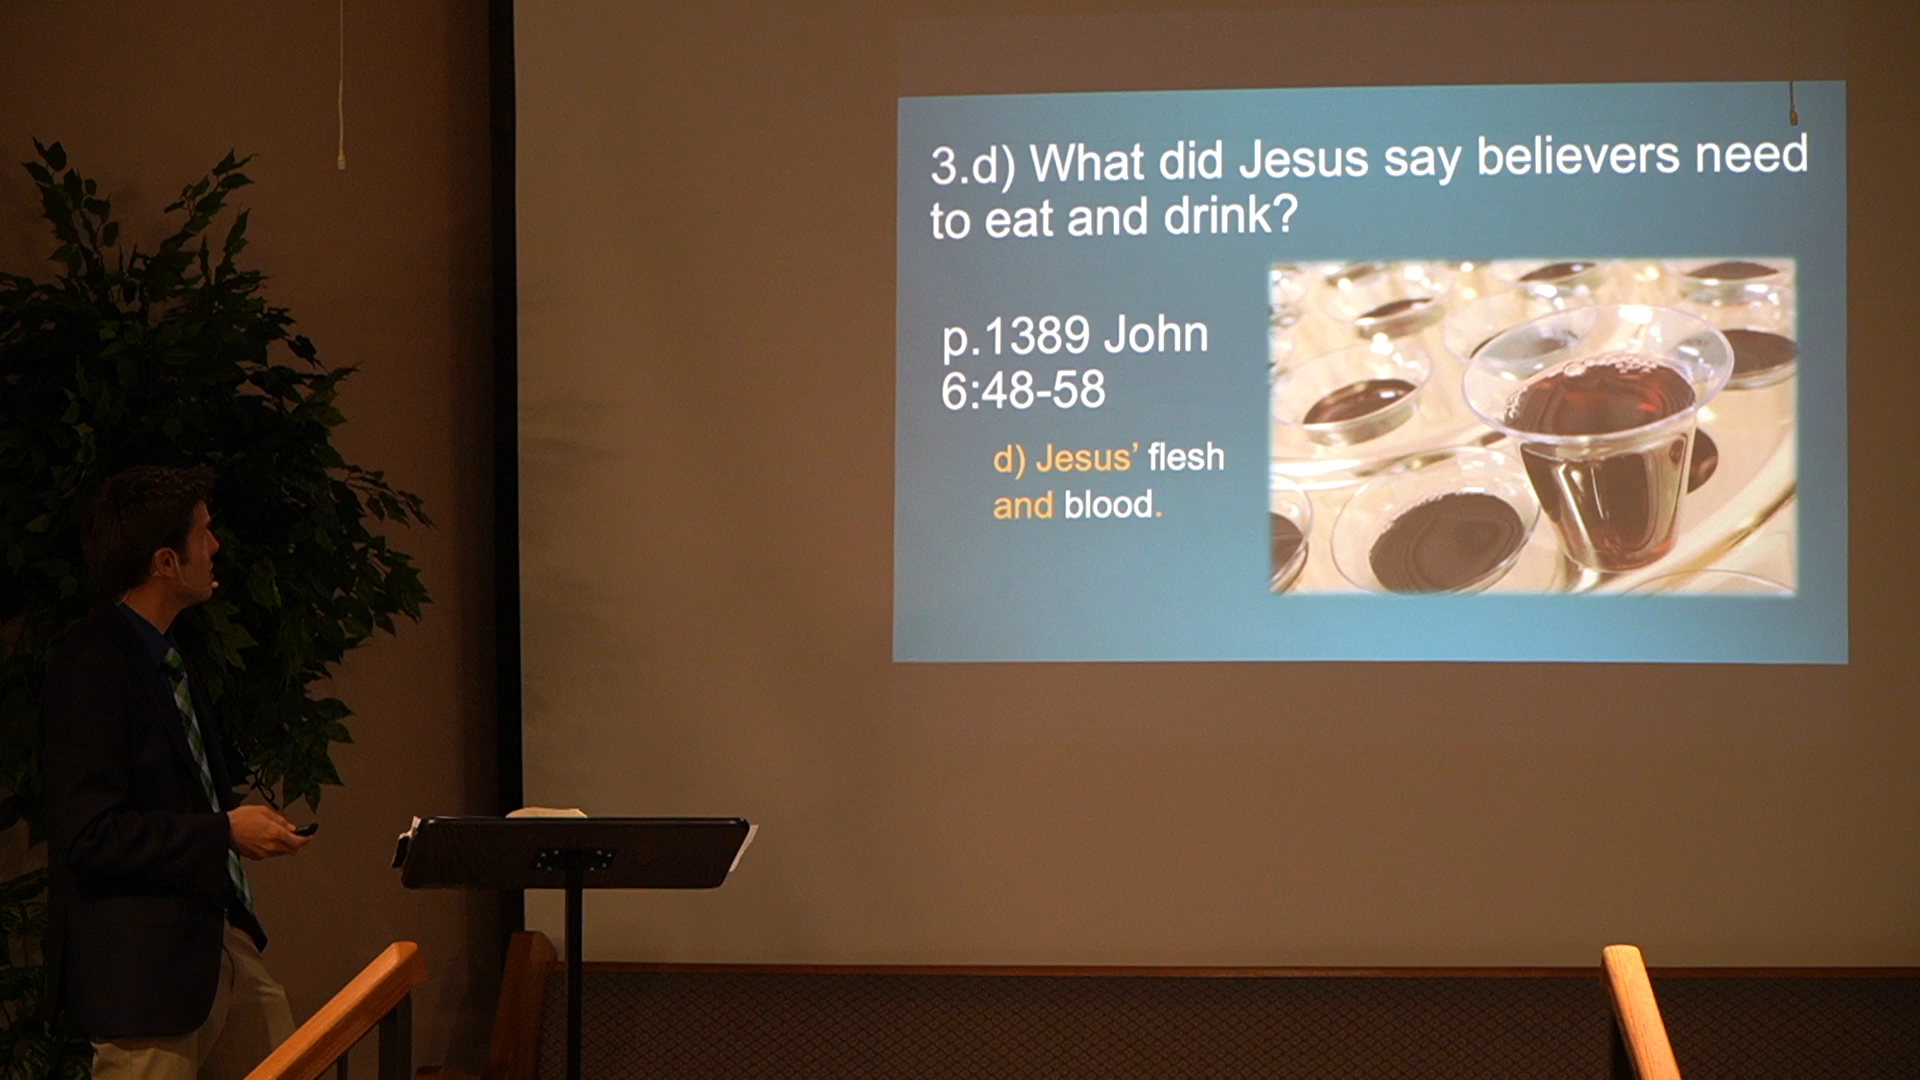 3.d) What did Jesus say believers need
to eat and drink?
p.1389 John
6:48-58
d) Jesus’ flesh
and blood.